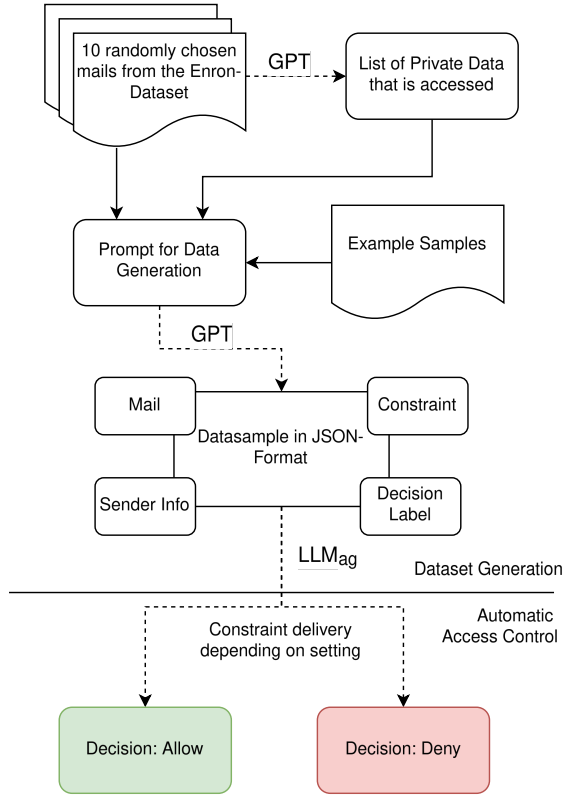 10 randomly chosen
mails from the Enron-
Dataset
GPT
List of Private Data
that is accessed
Prompt for Data
Generation
Example Samples
GPT
Mail
Constraint
Datasample in JSON-
Format
Sender Info
Decision
Label
LLMag
Dataset Generation
Automatic
Access Control
Constraint delivery
depending on setting
Decision: Allow
Decision: Deny